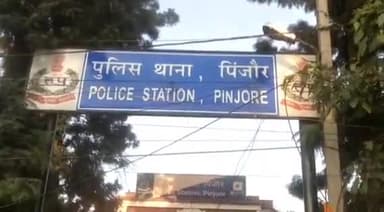 पुलिस थाना, पिंजौर
POLICE STATION, PINJORE